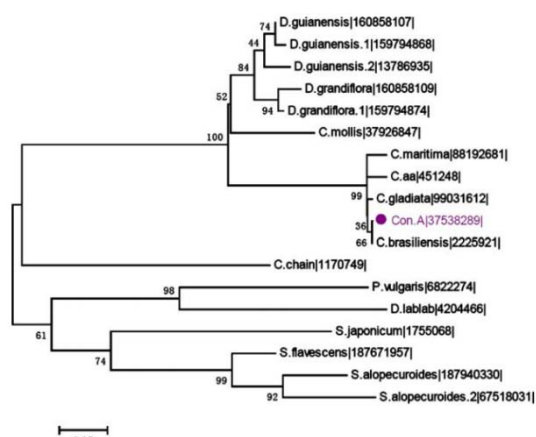 74
D.guianensis|160858107|
44
D.guianensis.1|159794868|
D.guianensis.2|13786935|
84
D.grandiflora|160858109|
52
94
D.grandiflora.1|159794874|
C.mollis|37926847|
100
C.maritima|88192681|
C.aa|451248|
99
C.gladiata|99031612|
36
Con.A|37538289|
66
C.brasiliensis|2225921|
C.chain|1170749|
98
P.vulgaris|6822274|
D.lablab|4204466|
61
S.japonicum|1755068|
74
S.flavescens|187671957|
99
S.alopecuroides|187940330|
92
S.alopecuroides.2|67518031|